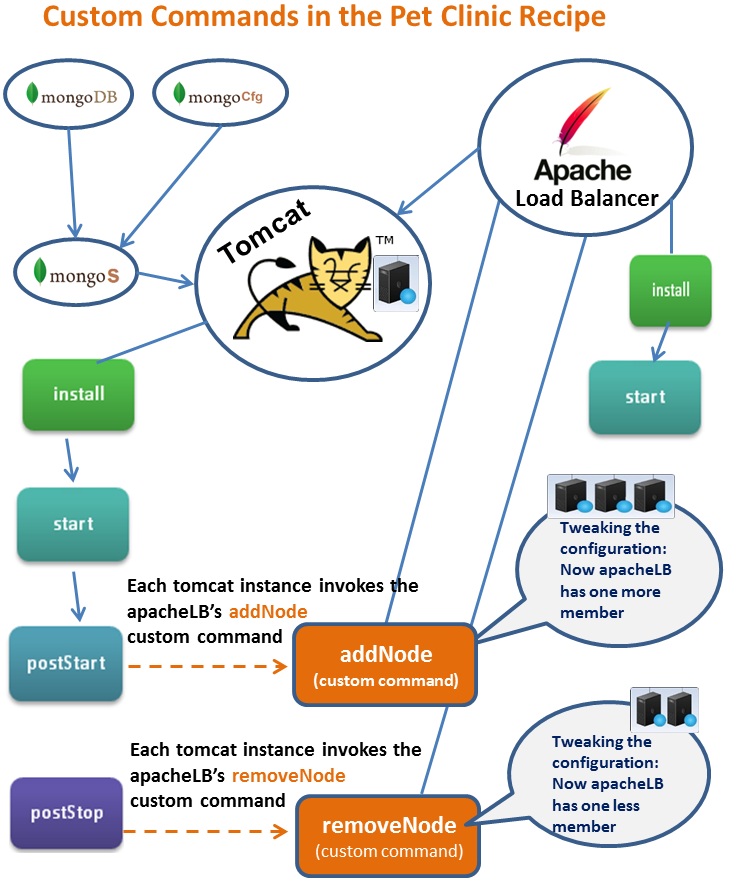 Custom Commands in the Pet Clinic Recipe
mongoDB
mongoCfg
Apache
Load Balancer
Tomcat
TM
mongoS
install
start
install
start
postStart
Each tomcat instance invokes the
apacheLB's addNode
custom command
addNode
(custom command)
Tweaking the
configuration:
Now apacheLB
has one more
member
postStop
Each tomcat instance invokes the
apacheLB's removeNode
custom command
removeNode
(custom command)
Tweaking the
configuration:
Now apacheLB
has one less
member